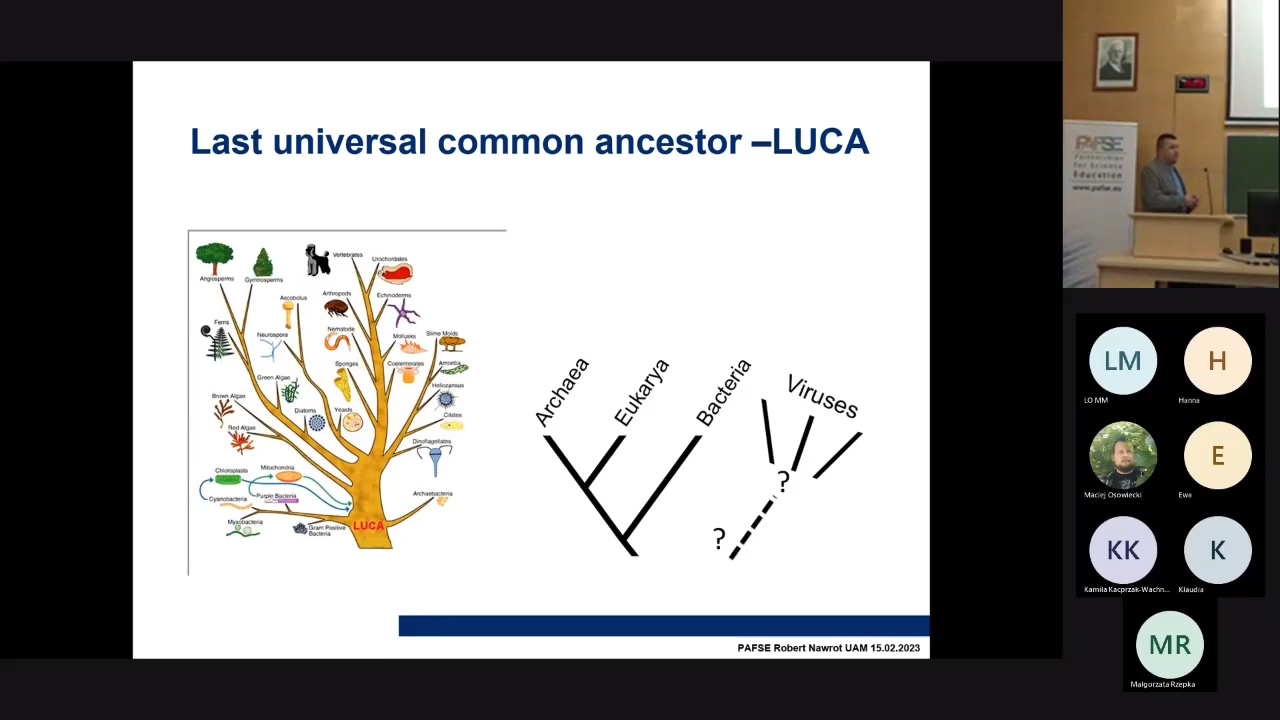 Last universal common ancestor –LUCA
Vertebrates
Urochordates
Angiosperms
Gymnosperms
Ascobolus
Arthropods
Echinoderms
Ferns
Neurospora
Nematode
Mollusks
Slime Molds
Sponges
Coelenterates
Amoeba
Green Algae
Heliozansus
Brown Algae
Diatoms
Yeasts
Ciliates
Red Algae
Dinoflagellates
Chloroplasts
Mitochondria
Cyanobacteria
Purple Bacteria
Archaebacteria
Myxobacteria
Gram Positive
Bacteria
LUCA
Archaea
Eukarya
Bacteria
Viruses
?
?
PAFSE Robert Nawrot UAM 15.02.2023
PAFSE
Partnerships
for Science
Education
www.pafse.eu
LM
LO MM
H
Hanna
Maciej Osowiecki
E
Ewa
KK
Kamila Kacprzak-Wachn...
K
Klaudia
MR
Małgorzata Rzepka